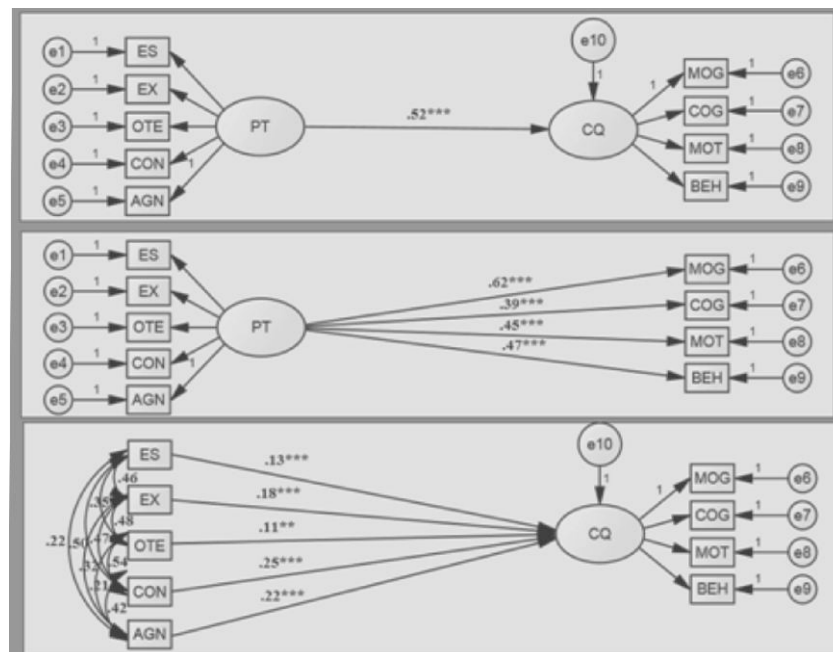 e1 1 ES
e2 1 EX
e3 1 OTE
e4 1 CON 1
e5 1 AGN
PT
.52***
e10
1
CQ
1 MOG 1 e6
COG 1 e7
MOT 1 e8
BEH 1 e9
e1 1 ES
e2 1 EX
e3 1 OTE
e4 1 CON 1
e5 1 AGN
PT
.62***
.39***
.45***
.47***
MOG 1 e6
COG 1 e7
MOT 1 e8
BEH 1 e9
ES
EX
OTE
CON
AGN
.46
.35
.48
.22
.50
.47
.54
.32
.21
.42
.13***
.18***
.11**
.25***
.22***
e10
1
CQ
1 MOG 1 e6
COG 1 e7
MOT 1 e8
BEH 1 e9